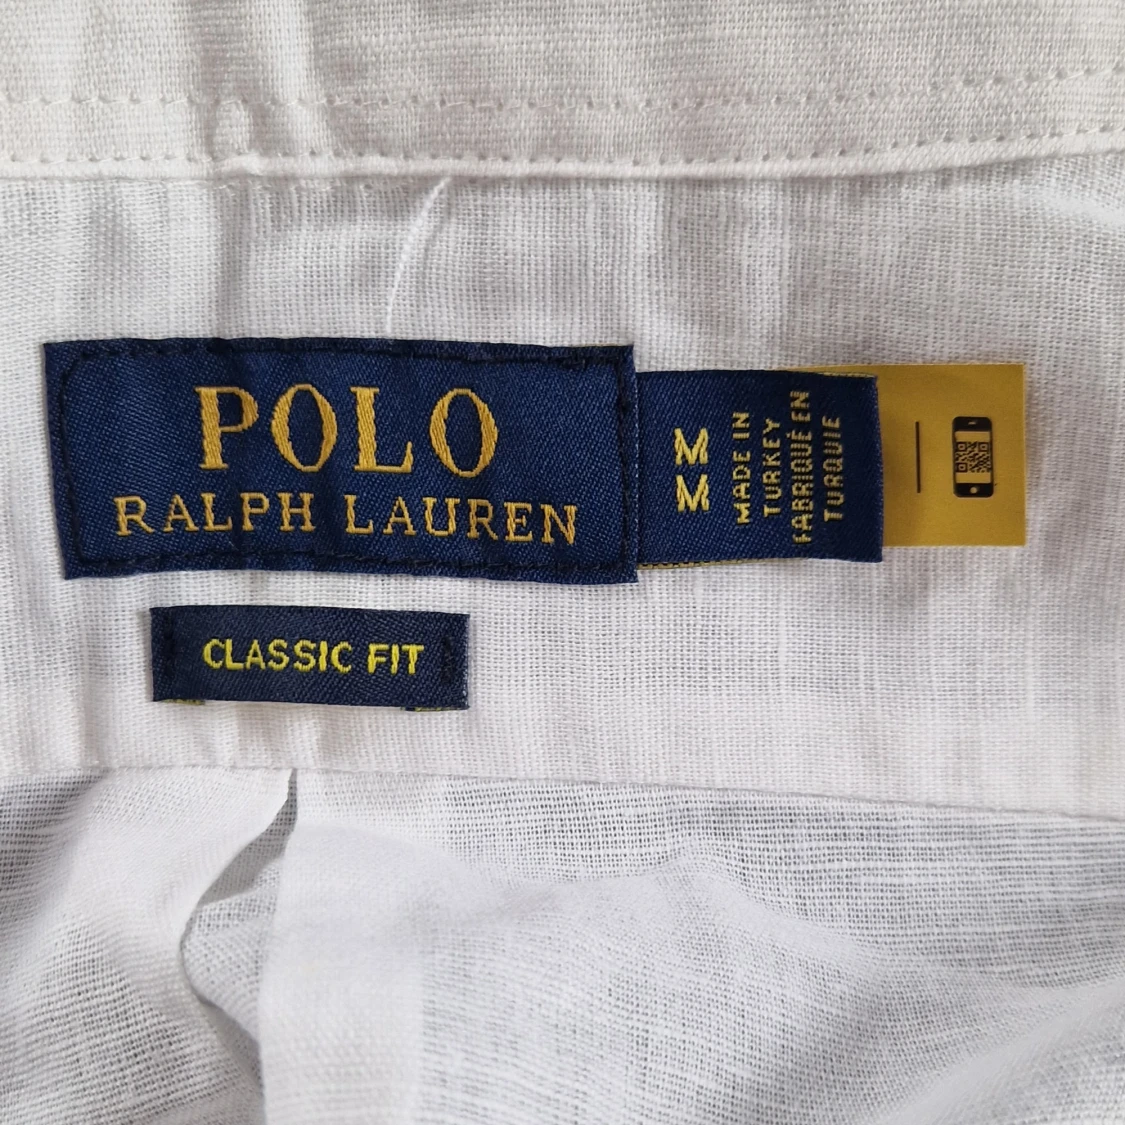 POLO
RALPH LAUREN
M
M
MADE IN
TURKEY
FABRIQUÉ EN
TURQUIE
CLASSIC FIT